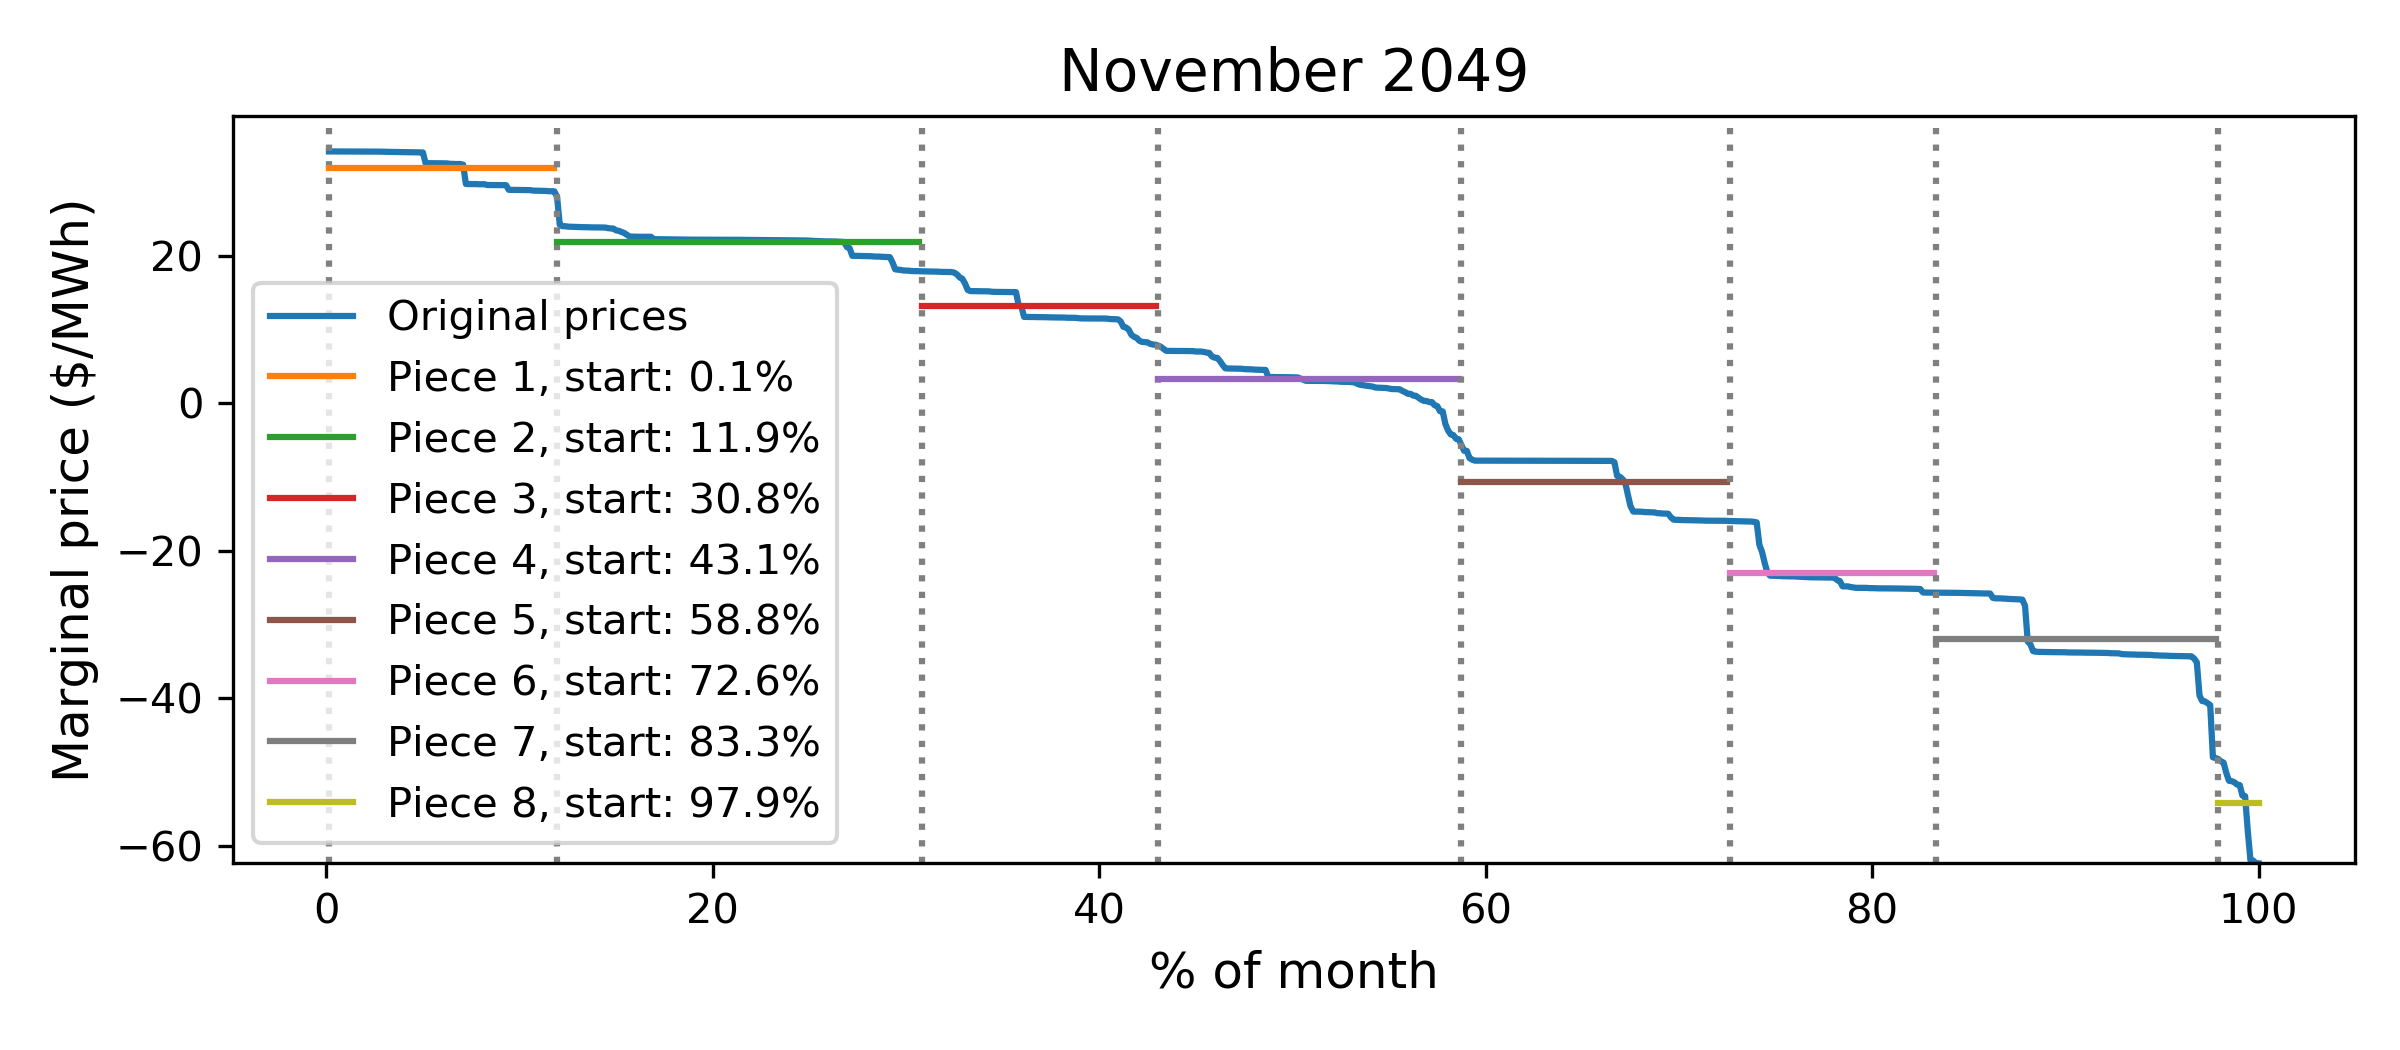 November 2049
Marginal price ($/MWh)
20
0
−20
−40
−60
Original prices
Piece 1, start: 0.1%
Piece 2, start: 11.9%
Piece 3, start: 30.8%
Piece 4, start: 43.1%
Piece 5, start: 58.8%
Piece 6, start: 72.6%
Piece 7, start: 83.3%
Piece 8, start: 97.9%
0 20 40 60 80 100
% of month